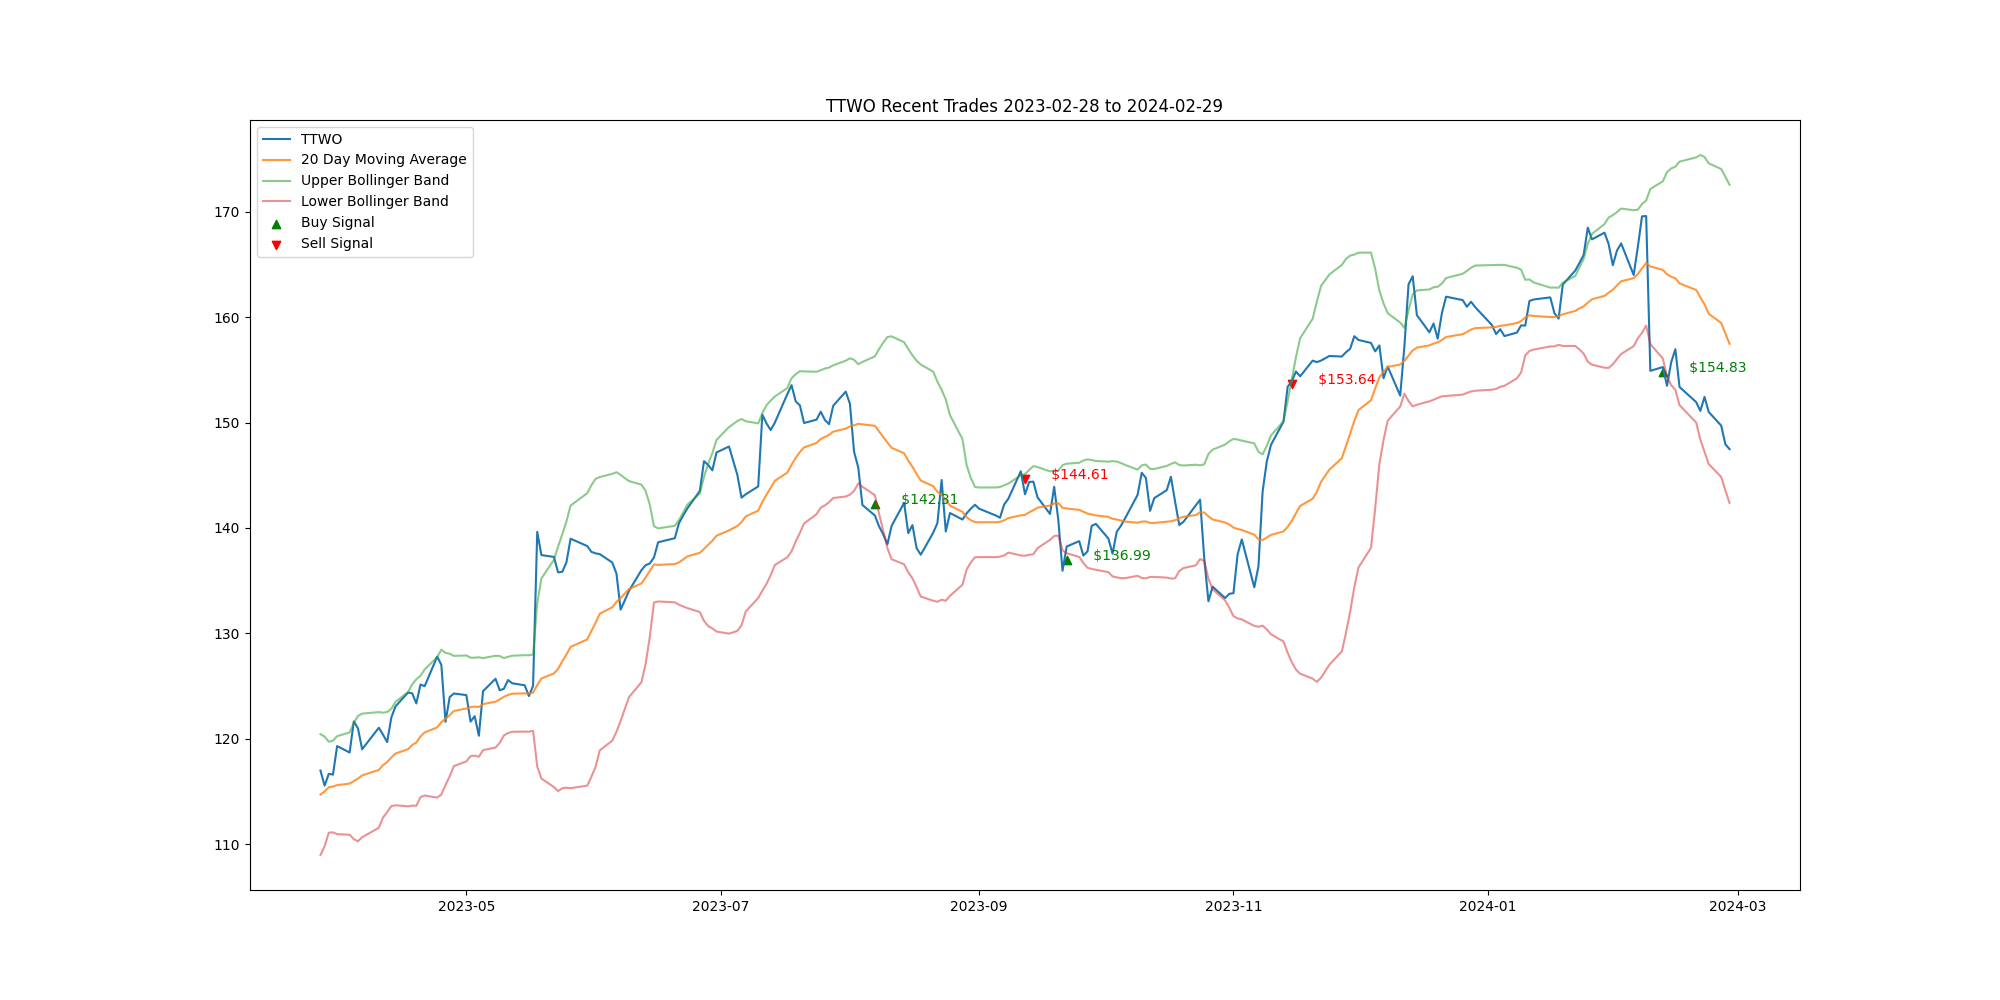 TTWO Recent Trades 2023-02-28 to 2024-02-29
TTWO
20 Day Moving Average
Upper Bollinger Band
Lower Bollinger Band
Buy Signal
Sell Signal
170
160
150
140
130
120
110
$154.83
$153.64
$144.61
$142.31
$136.99
2023-05
2023-07
2023-09
2023-11
2024-01
2024-03